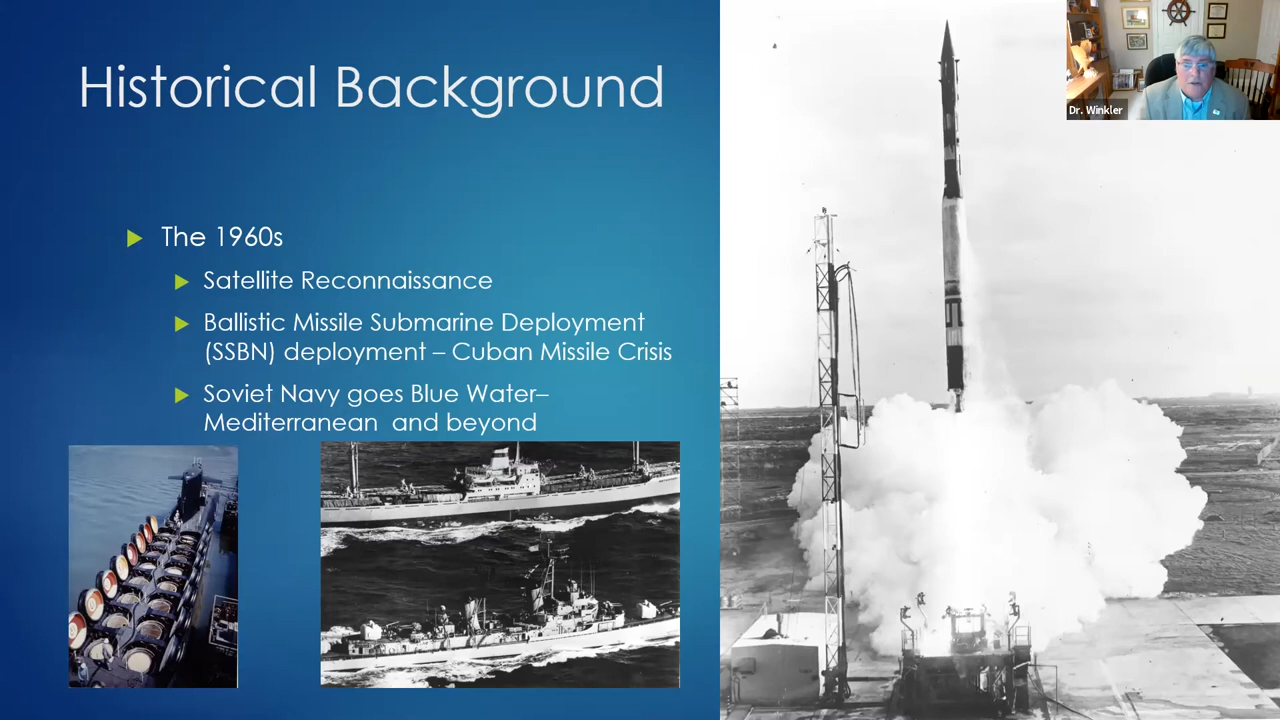 Historical Background
The 1960s
Satellite Reconnaissance
Ballistic Missile Submarine Deployment
(SSBN) deployment – Cuban Missile Crisis
Soviet Navy goes Blue Water–
Mediterranean and beyond
Dr. Winkler